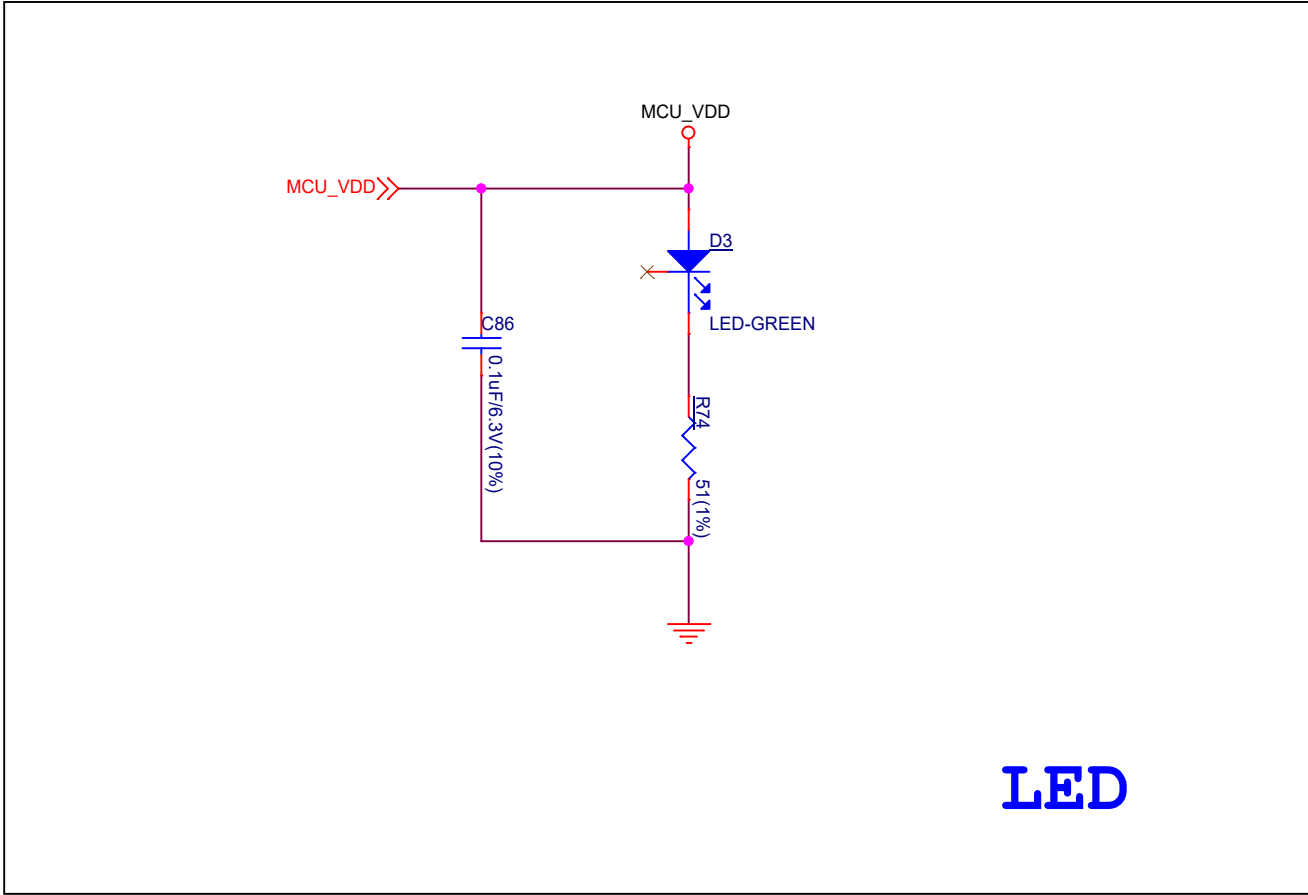 MCU_VDD
MCU_VDD
D3
LED-GREEN
C86
0.1uF/6.3V(10%)
R74
51(1%)
LED